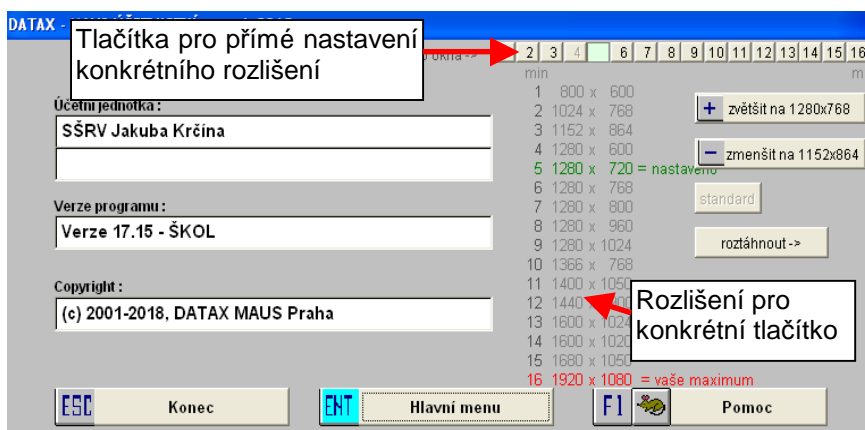 DATAX -
Tlačítka pro přímé nastavení
konkrétního rozlišení
okna ->
2 3 4 6 7 8 9 10 11 12 13 14 15 16
min m
Účetní jednotka :
SŠRV Jakuba Krčína
Verze programu :
Verze 17.15 - ŠKOL
Copyright :
(c) 2001-2018, DATAX MAUS Praha
1 800 x 600
2 1024 x 768
3 1152 x 864
4 1280 x 600
5 1280 x 720 = nastaveno
6 1280 x 768
7 1280 x 800
8 1280 x 960
9 1280 x 1024
10 1366 x 768
11 1400 x 1050
12 1440
13 1600 x 1024
14 1600 x 1020
15 1680 x 1050
16 1920 x 1080 = vaše maximum
+ zvětšit na 1280x768
- zmenšit na 1152x864
standard
roztáhnout ->
Rozlišení pro
konkrétní tlačítko
ESC Konec
ENT Hlavní menu
F1 Pomoc